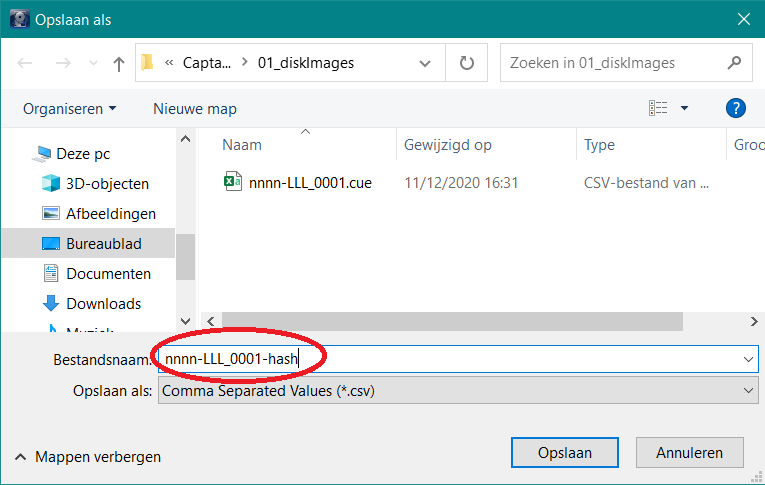 Opslaan als
« Capta... > 01_diskImages
Zoeken in 01_diskImages
Organiseren
Nieuwe map
Deze pc
3D-objecten
Afbeeldingen
Bureaublad
Documenten
Downloads
Muziek
Naam Gewijzigd op Type Groo
nnnn-LLL_0001.cue 11/12/2020 16:31 CSV-bestand van ...
Bestandsnaam: nnnn-LLL_0001-hash
Opslaan als: Comma Separated Values (*.csv)
Mappen verbergen
Opslaan
Annuleren